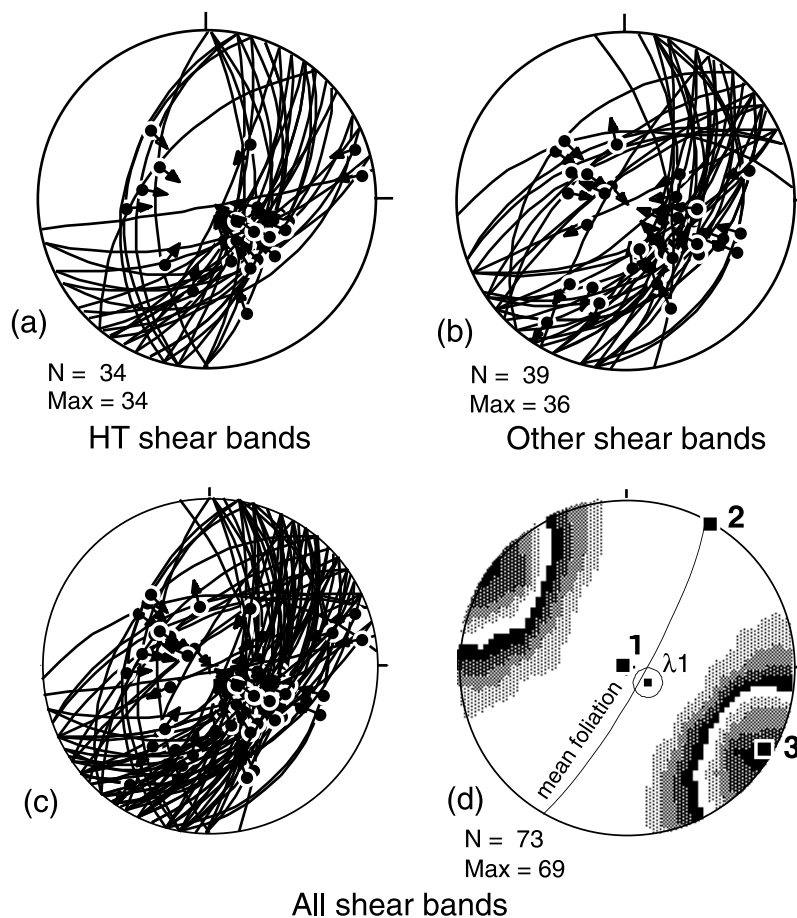 (a)
N = 34
Max = 34
HT shear bands
(b)
N = 39
Max = 36
Other shear bands
(c)
2
1
λ1
mean foliation
3
(d)
N = 73
Max = 69
All shear bands